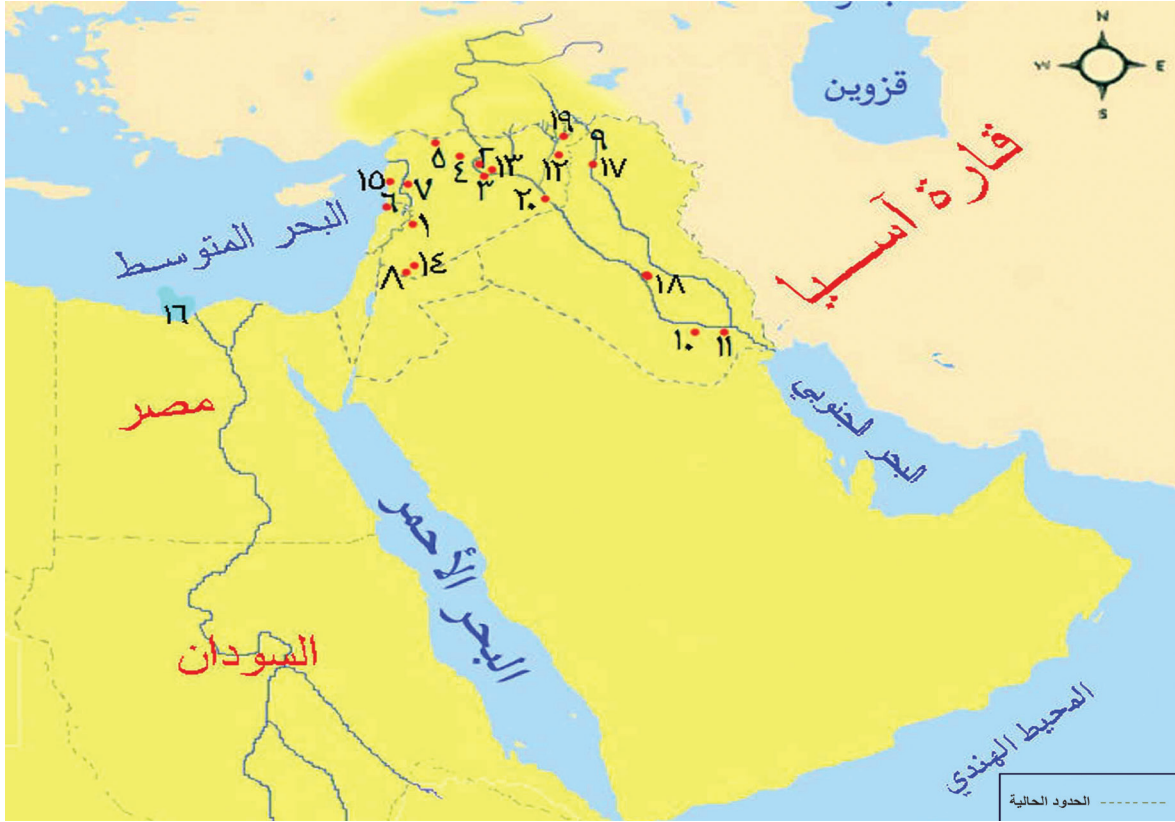 N
W E
S
قزوين
قارة آسيا
١٩
٩
٥
٤
٢
١٣
١٢
١٧
٣
١٥
٧
٦
٢٠
١
البحر المتوسط
١٤
٨
١٨
١٦
١٠
١١
مصر
البحر الجنوبي
البحر الأحمر
السودان
المحيط الهندي
الحدود الحالية